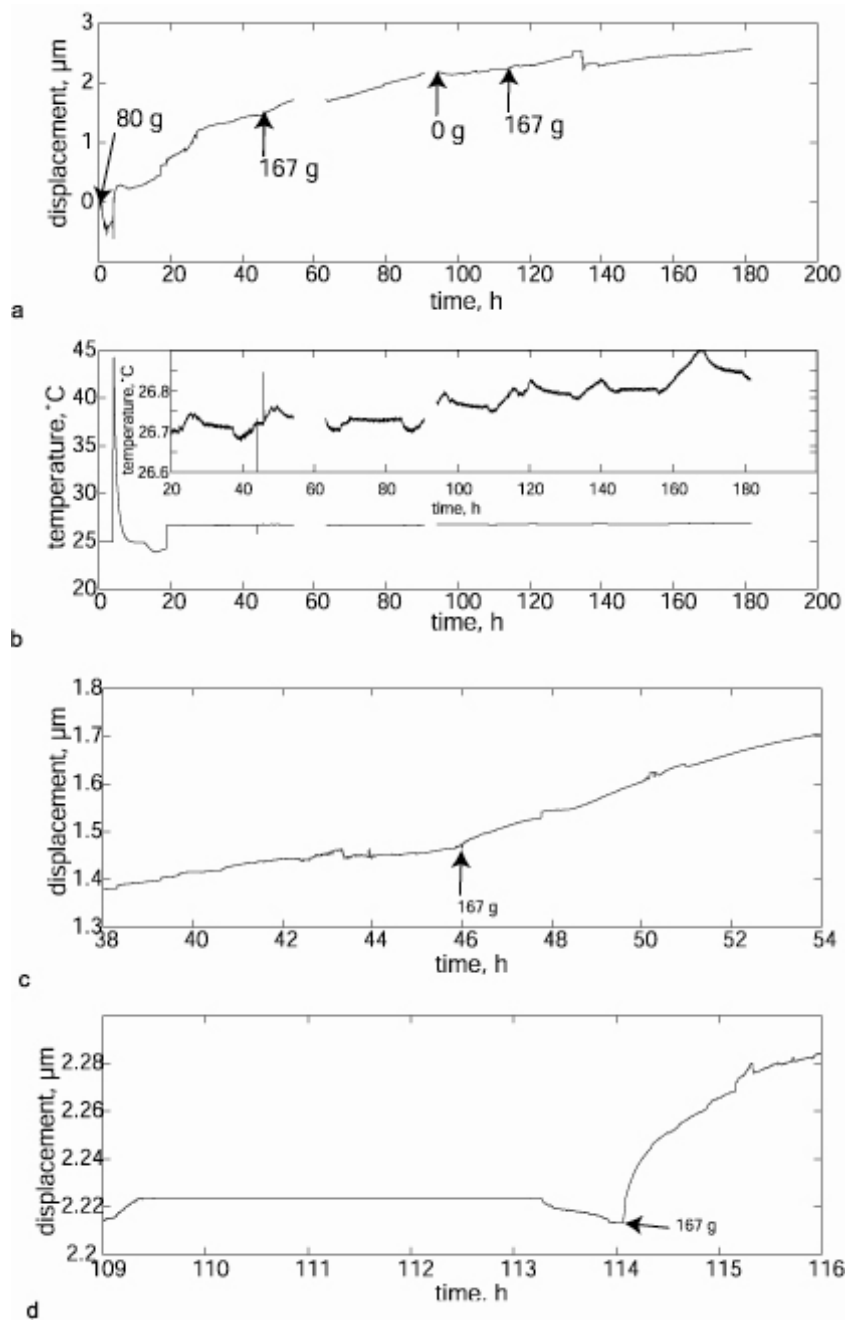 3
2
1
0
displacement, µm
80 g
167 g
0 g
167 g
0 20 40 60 80 100 120 140 160 180 200
time, h
a
45
40
35
30
25
20
temperature,°C
26.8
26.7
26.6
temperature,°C
20 40 60 80 100 120 140 160 180
time, h
0 20 40 60 80 100 120 140 160 180 200
time, h
b
1.8
1.7
1.6
1.5
1.4
1.3
displacement, µm
167 g
38 40 42 44 46 48 50 52 54
time, h
c
2.28
2.26
2.24
2.22
2.2
displacement, µm
167 g
109 110 111 112 113 114 115 116
time, h
d